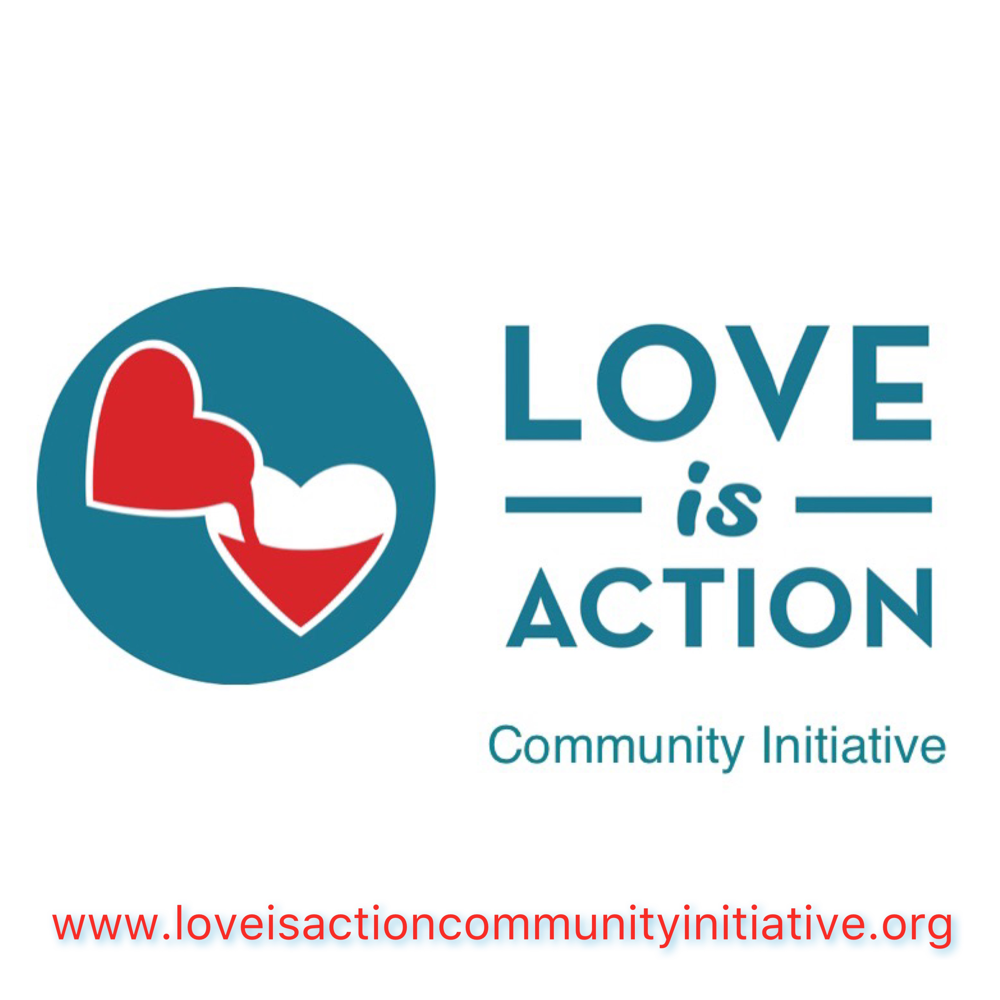 LOVE
is
ACTION
Community Initiative
www.loveisactioncommunityinitiative.org